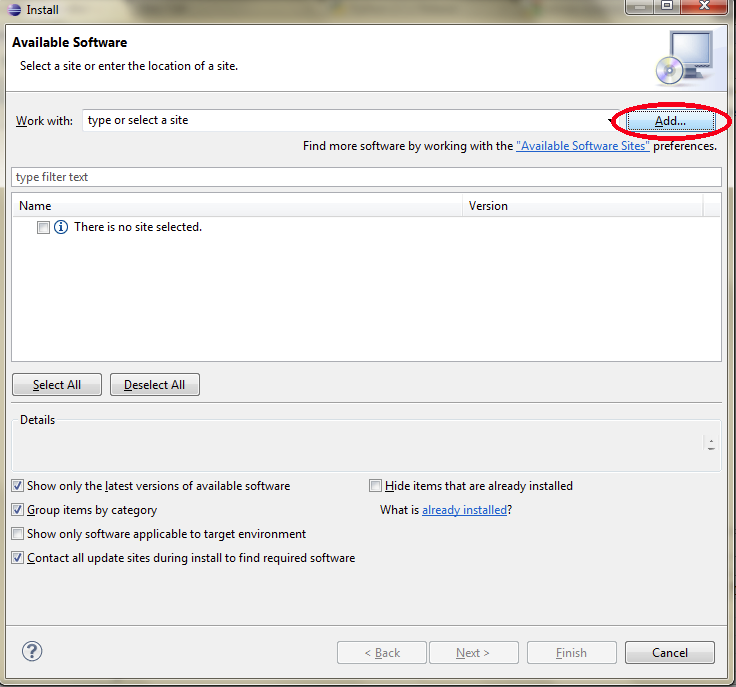 Install
Available Software
Select a site or enter the location of a site.
Work with: type or select a site Add...
Find more software by working with the "Available Software Sites" preferences.
type filter text
Name Version
There is no site selected.
Select All Deselect All
Details
Show only the latest versions of available software Hide items that are already installed
Group items by category What is already installed?
Show only software applicable to target environment
Contact all update sites during install to find required software
< Back Next > Finish Cancel